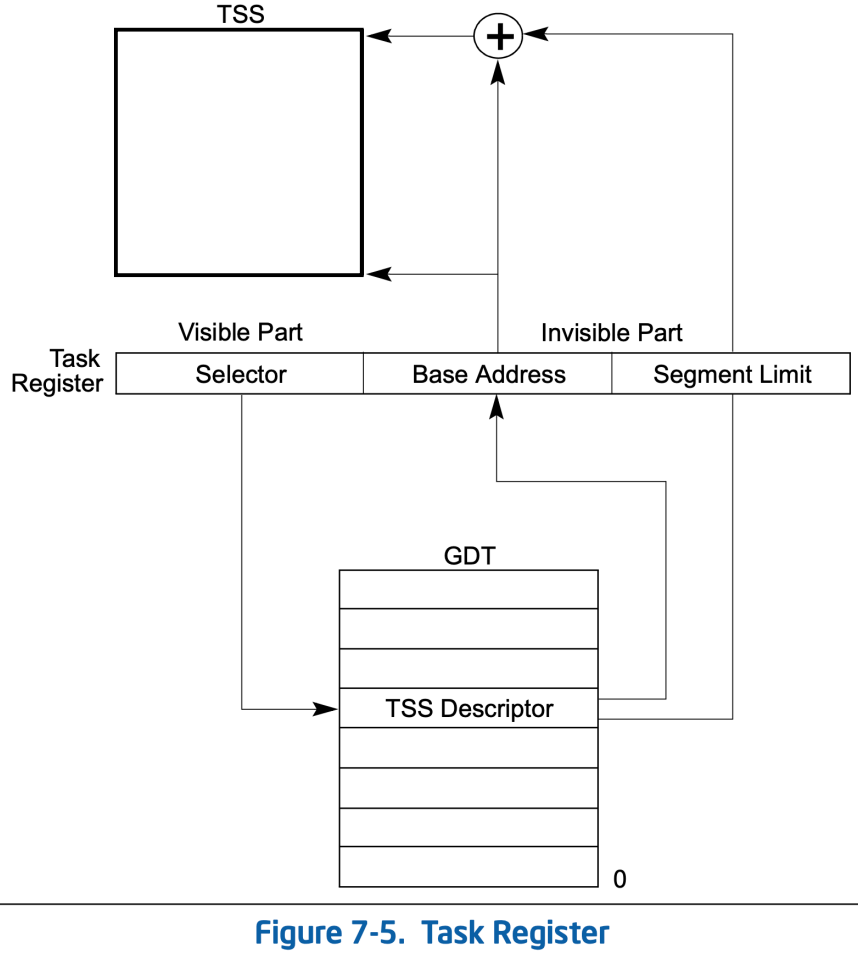 TSS
+
Visible Part
Invisible Part
Task
Register
Selector
Base Address
Segment Limit
GDT
TSS Descriptor
0
Figure 7-5. Task Register